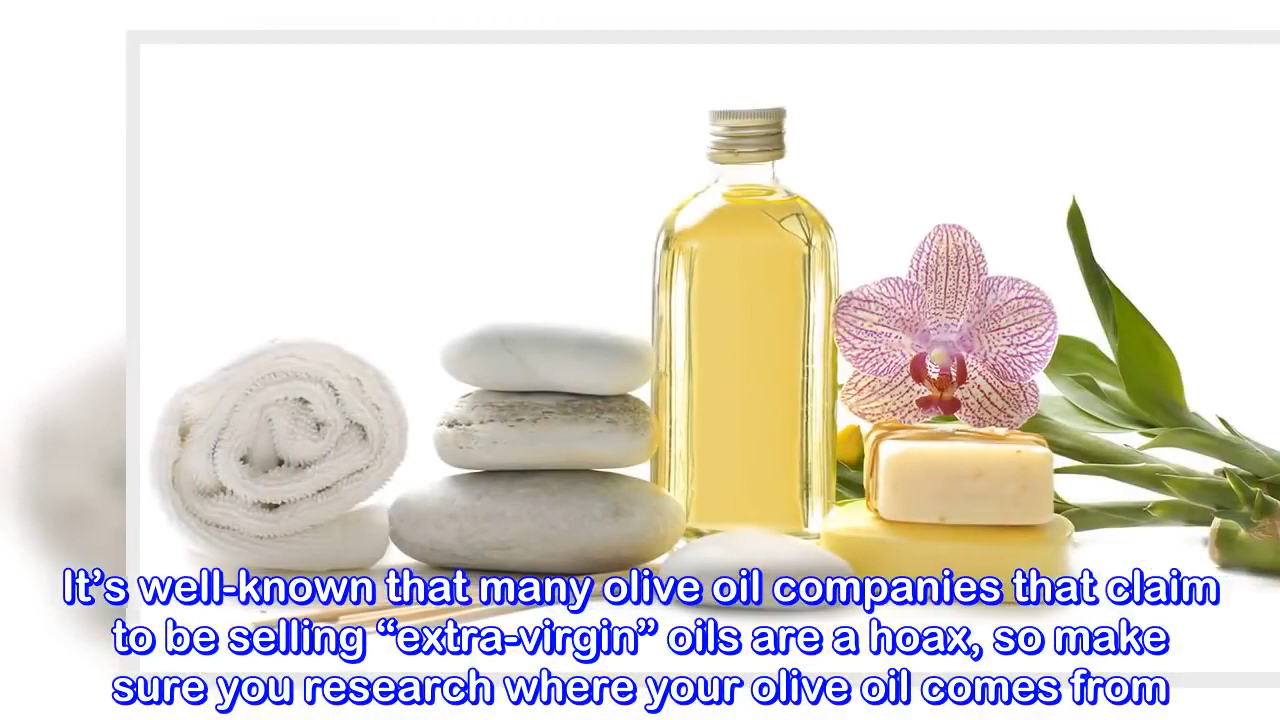 It’s well-known that many olive oil companies that claim
to be selling “extra-virgin” oils are a hoax, so make
sure you research where your olive oil comes from